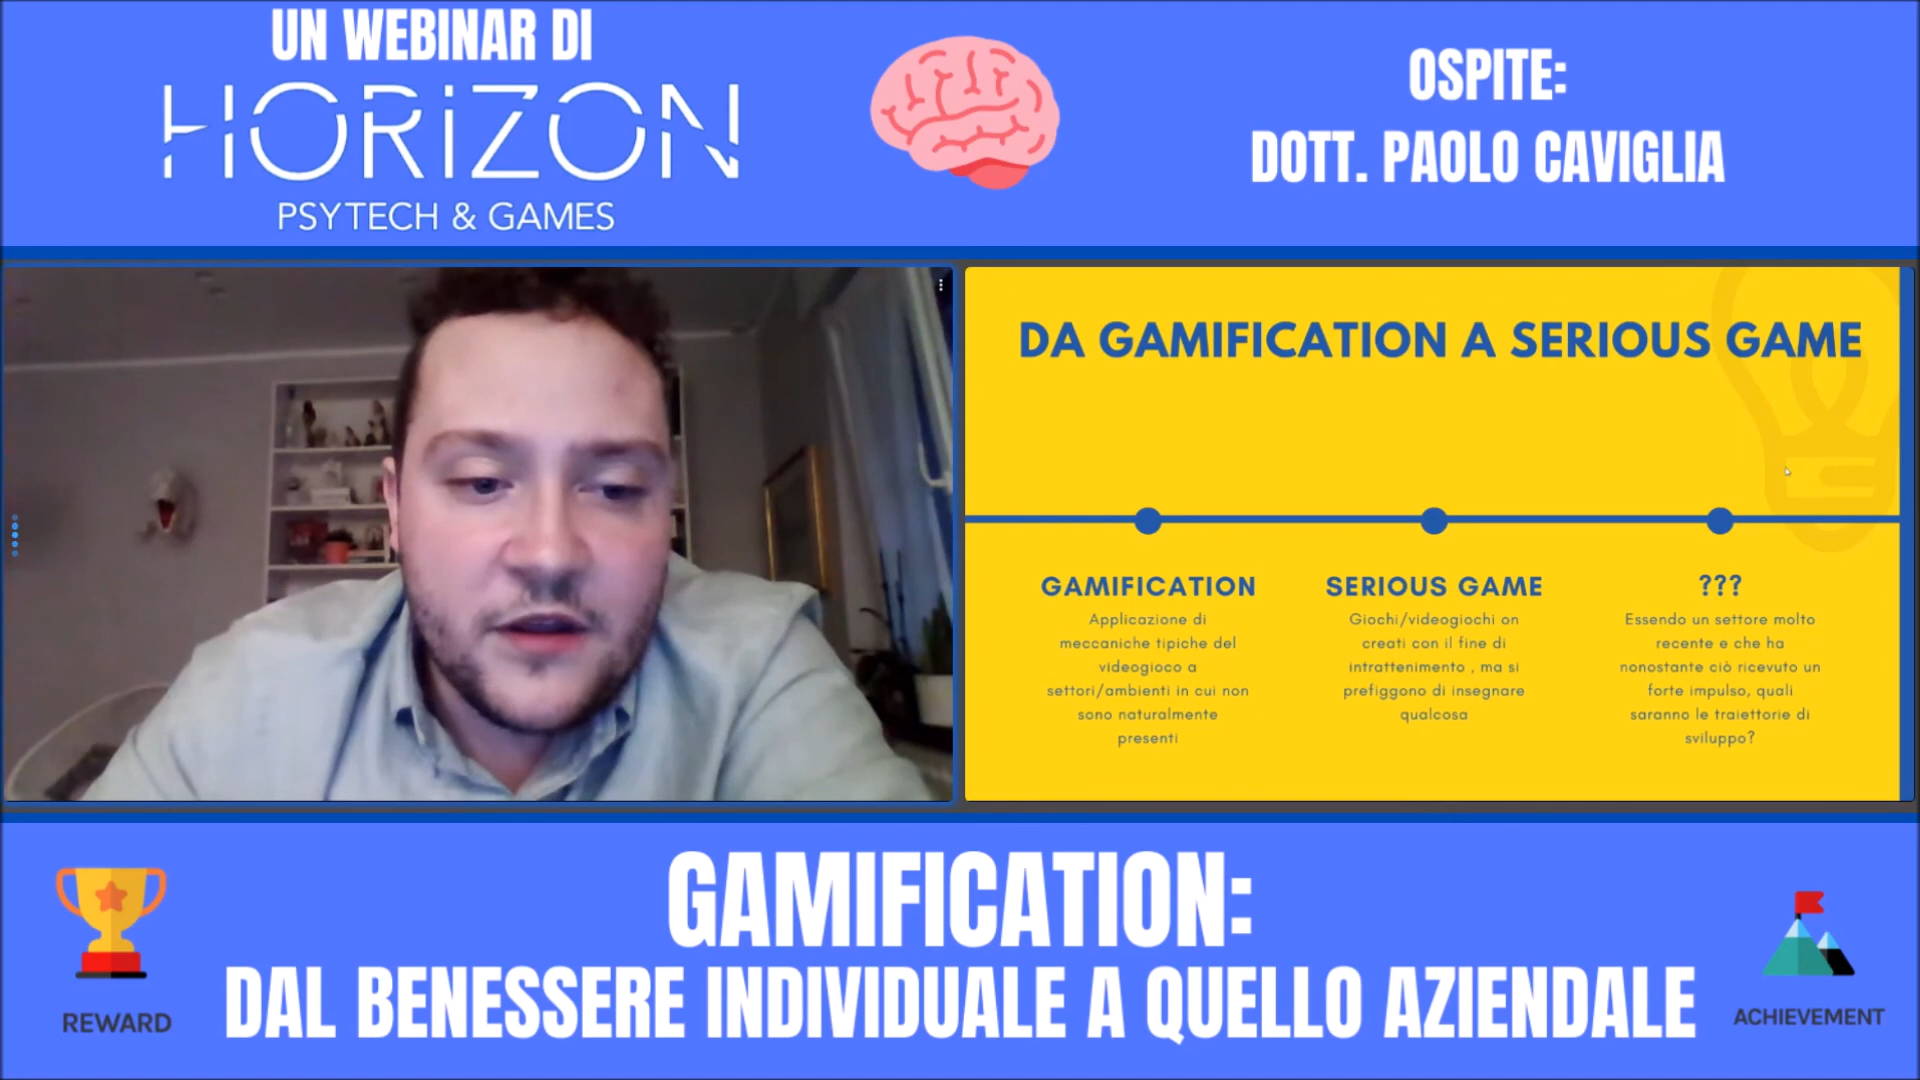 UN WEBINAR DI
HORiZON
PSYTECH & GAMES
OSPITE:
DOTT. PAOLO CAVIGLIA
DA GAMIFICATION A SERIOUS GAME
GAMIFICATION
Applicazione di
meccaniche tipiche del
videogioco a
settori/ambienti in cui non
sono naturalmente
presenti
SERIOUS GAME
Giochi/videogiochi on
creati con il fine di
intrattenimento , ma si
prefiggono di insegnare
qualcosa
???
Essendo un settore molto
recente e che ha
nonostante ciò ricevuto un
forte impulso, quali
saranno le traiettorie di
sviluppo?
REWARD
GAMIFICATION:
DAL BENESSERE INDIVIDUALE A QUELLO AZIENDALE
ACHIEVEMENT